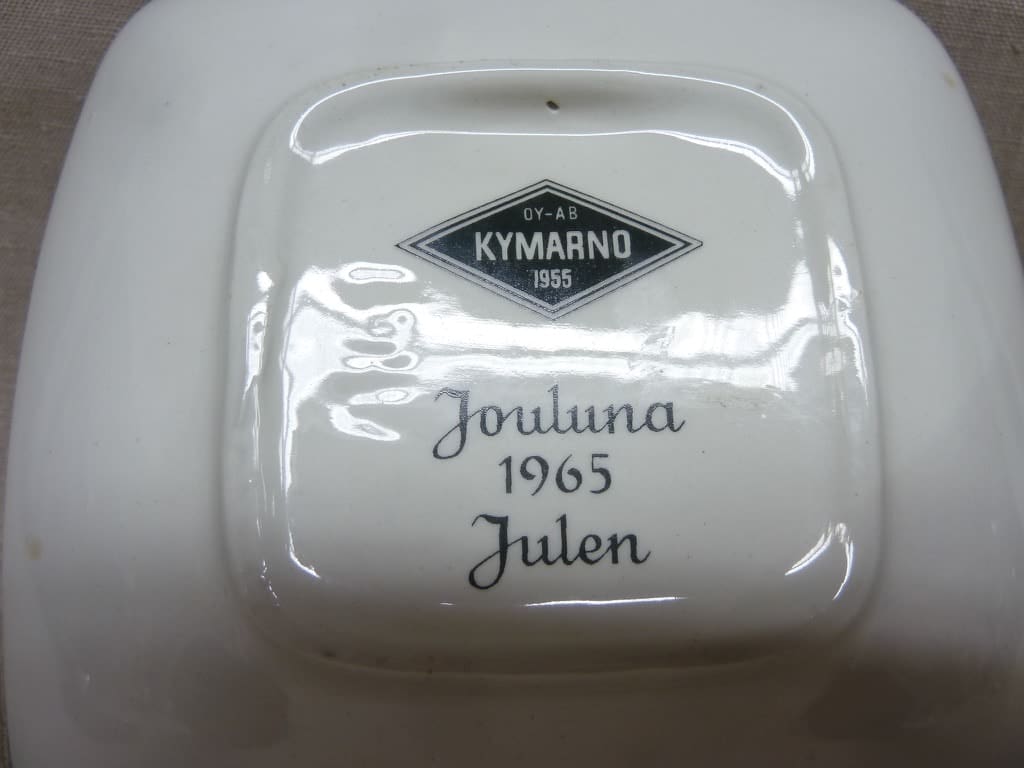 OY-AB
KYMARNO
1955
Jouluna
1965
Julen